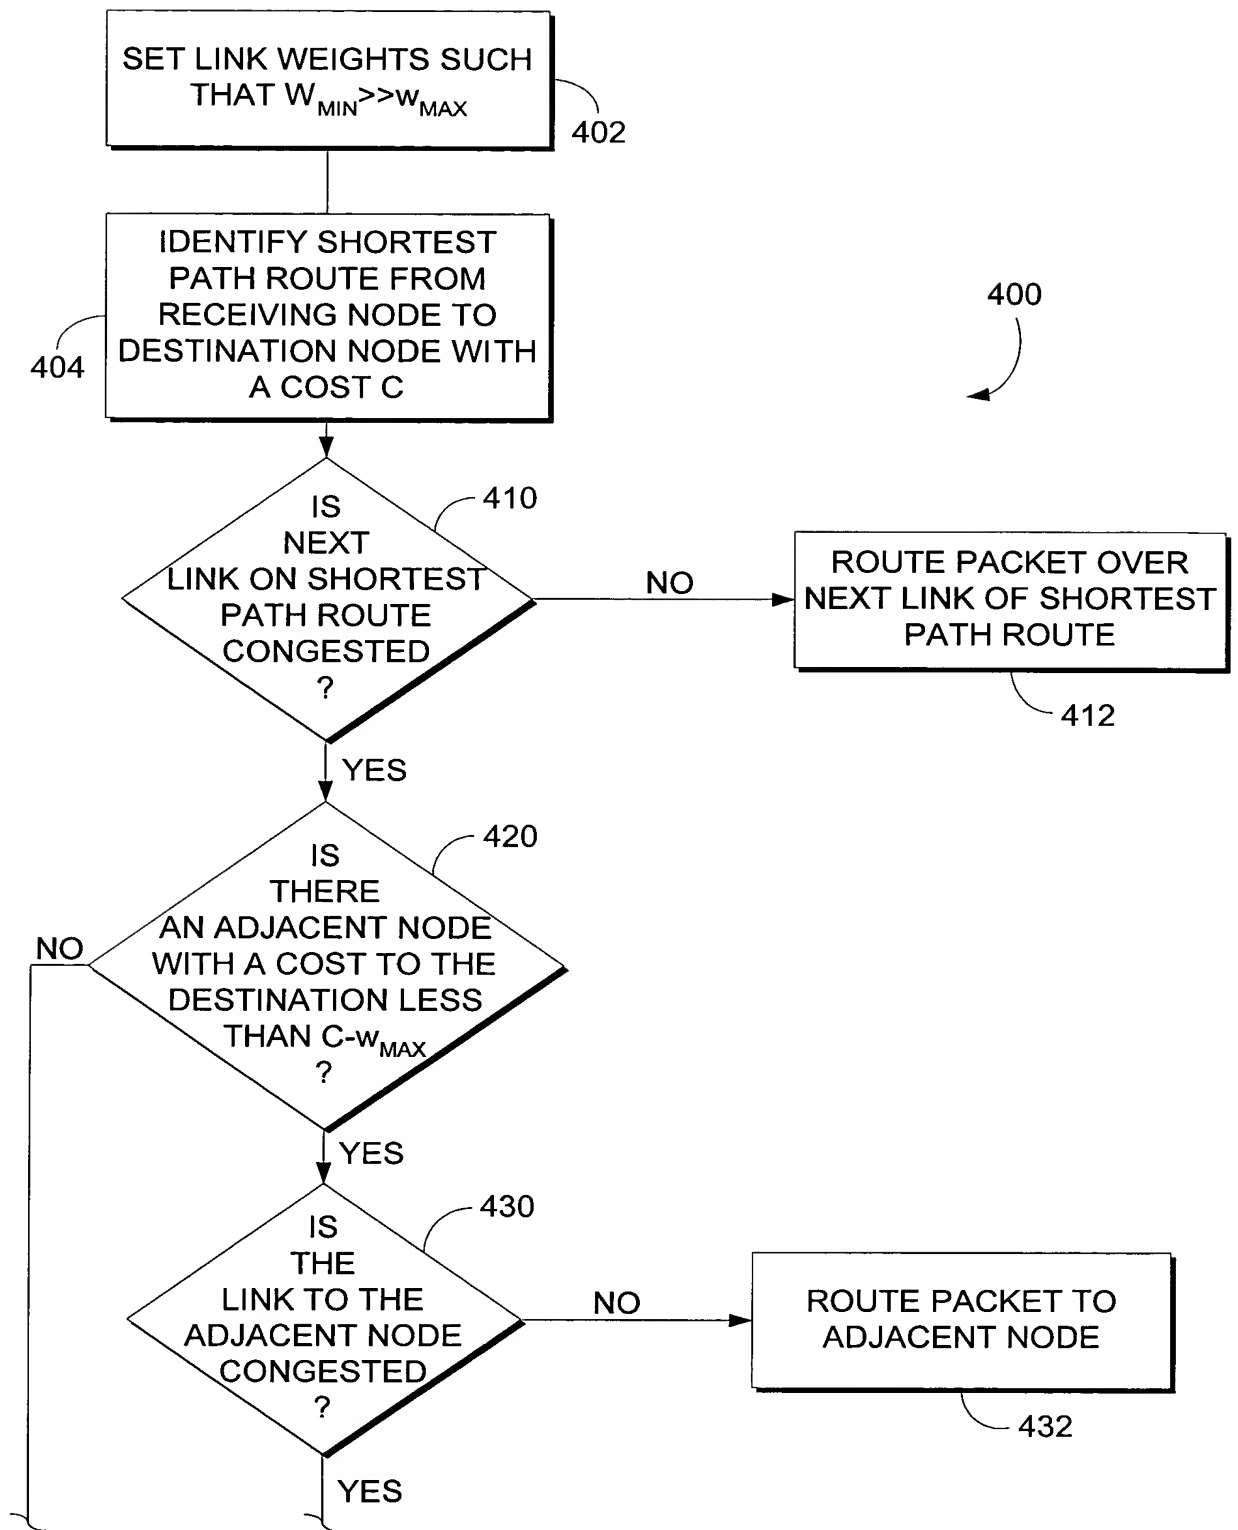 SET LINK WEIGHTS SUCH
THAT W_MIN>>w_MAX
402
IDENTIFY SHORTEST
PATH ROUTE FROM
RECEIVING NODE TO
DESTINATION NODE WITH
A COST C
404
400
IS
NEXT
LINK ON SHORTEST
PATH ROUTE
CONGESTED
?
410
NO
ROUTE PACKET OVER
NEXT LINK OF SHORTEST
PATH ROUTE
412
YES
IS
THERE
AN ADJACENT NODE
WITH A COST TO THE
DESTINATION LESS
THAN C-w_MAX
?
420
NO
YES
IS
THE
LINK TO THE
ADJACENT NODE
CONGESTED
?
430
NO
ROUTE PACKET TO
ADJACENT NODE
432
YES